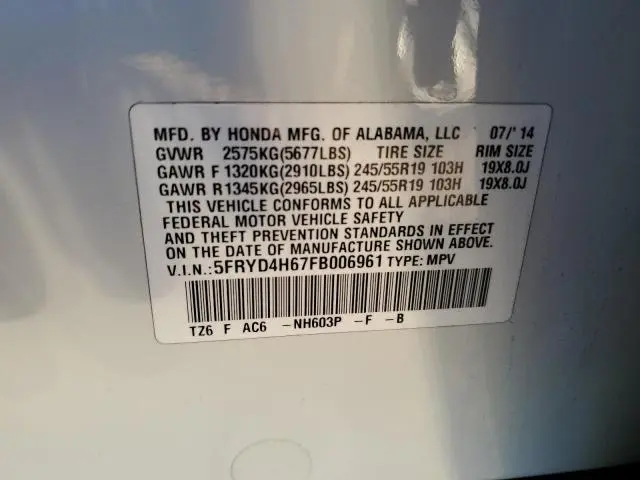 MFD. BY HONDA MFG. OF ALABAMA, LLC 07/'14
GVWR 2575KG(5677LBS) TIRE SIZE RIM SIZE
GAWR F 1320KG(2910LBS) 245/55R19 103H 19X8.0J
GAWR R 1345KG(2965LBS) 245/55R19 103H 19X8.0J
THIS VEHICLE CONFORMS TO ALL APPLICABLE
FEDERAL MOTOR VEHICLE SAFETY
AND THEFT PREVENTION STANDARDS IN EFFECT
ON THE DATE OF MANUFACTURE SHOWN ABOVE.
V.I.N.:5FRYD4H67FB006961 TYPE: MPV
TZ6 F AC6 -NH603P -F -B